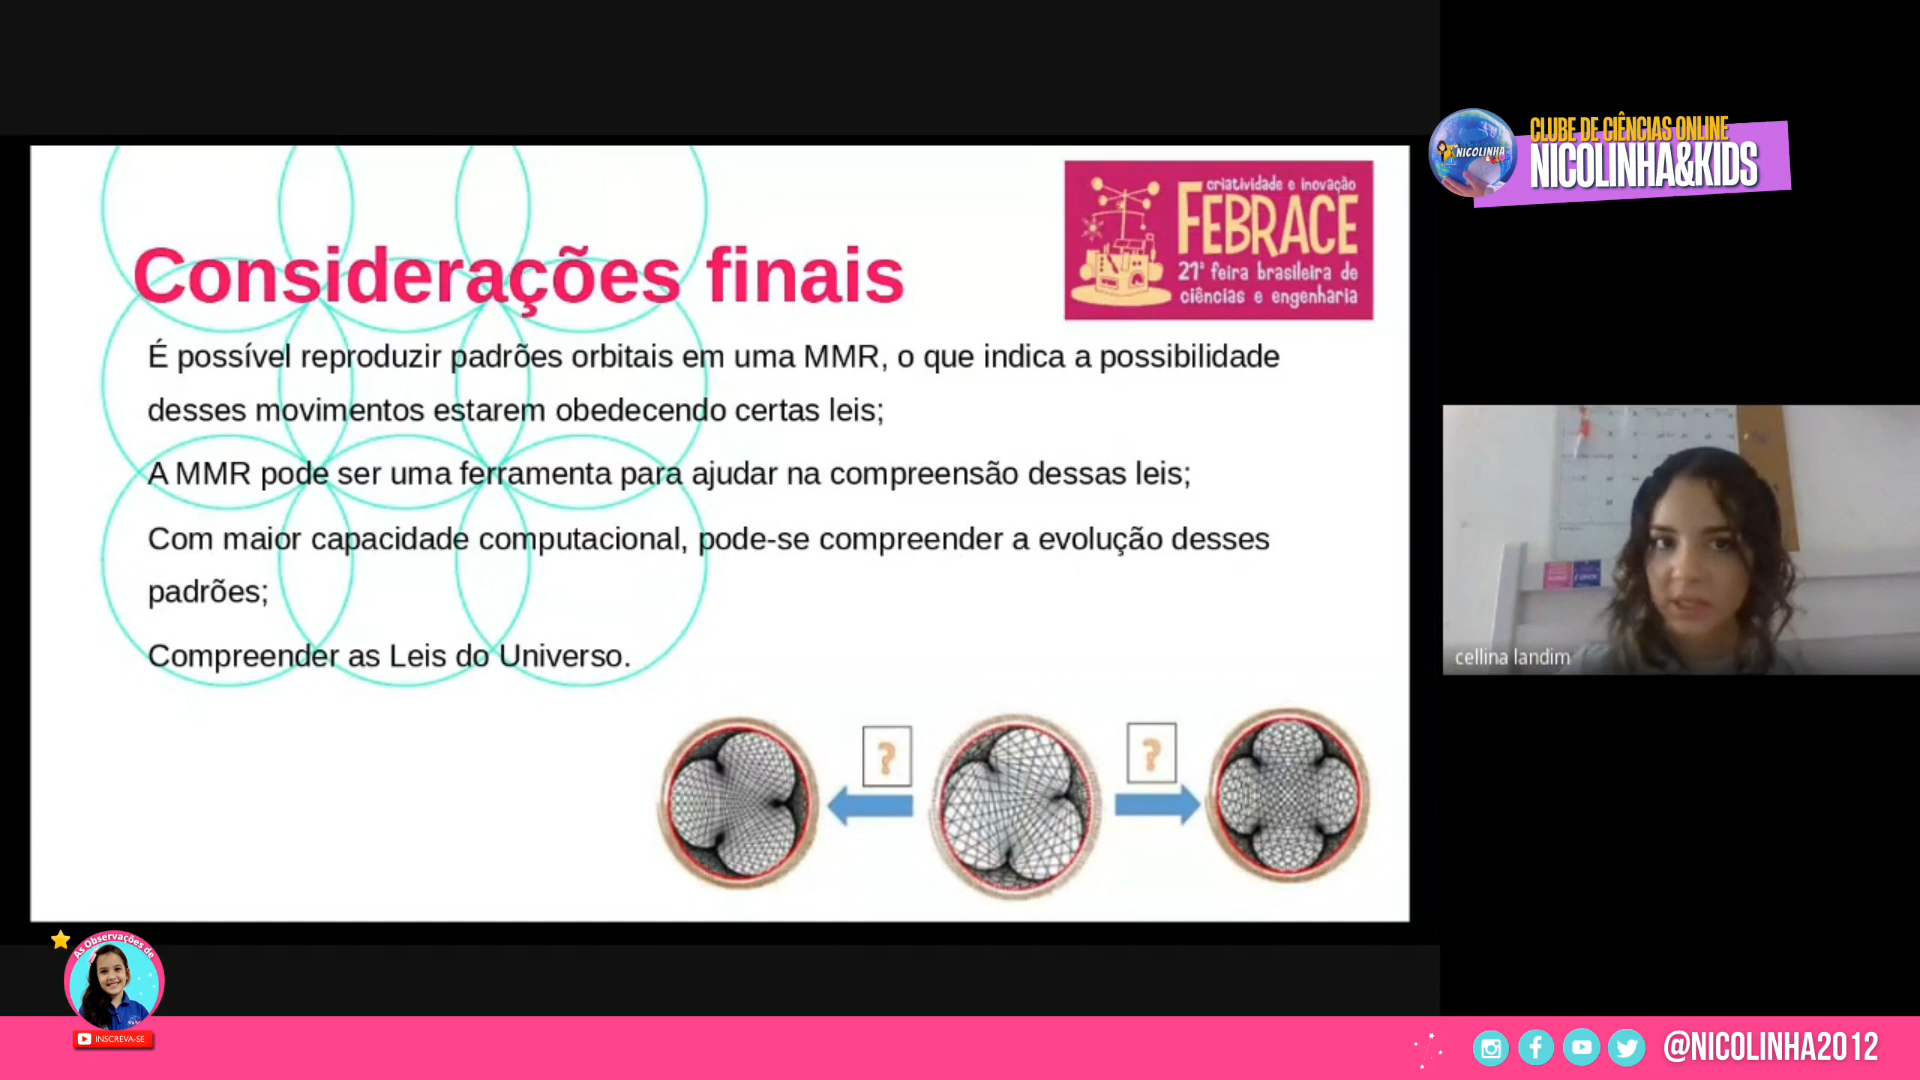 CLUBE DE CIÊNCIAS ONLINE
NICOLINHA&KIDS
NICOLINHA
criatividade e inovação
FEBRACE
21ª feira brasileira de
ciências e engenharia
Considerações finais
É possível reproduzir padrões orbitais em uma MMR, o que indica a possibilidade
desses movimentos estarem obedecendo certas leis;
A MMR pode ser uma ferramenta para ajudar na compreensão dessas leis;
Com maior capacidade computacional, pode-se compreender a evolução desses
padrões;
Compreender as Leis do Universo.
? ?
cellina landim
As Observações de
INSCREVA-SE
@NICOLINHA2012